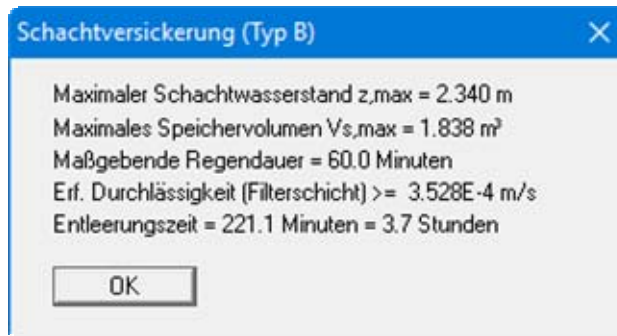 Schachtversickerung (Typ B)
Maximaler Schachtwasserstand z,max = 2.340 m
Maximales Speichervolumen Vs,max = 1.838 m³
Maßgebende Regendauer = 60.0 Minuten
Erf. Durchlässigkeit (Filterschicht) >= 3.528E-4 m/s
Entleerungszeit = 221.1 Minuten = 3.7 Stunden
OK